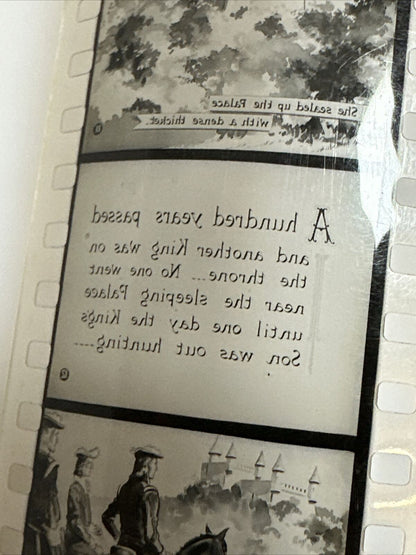 She sealed up the Palace
with a dense thicket.
A hundred years passed
and another King was on
the throne... No one went
near the sleeping Palace
until one day the Kings
Son was out hunting....